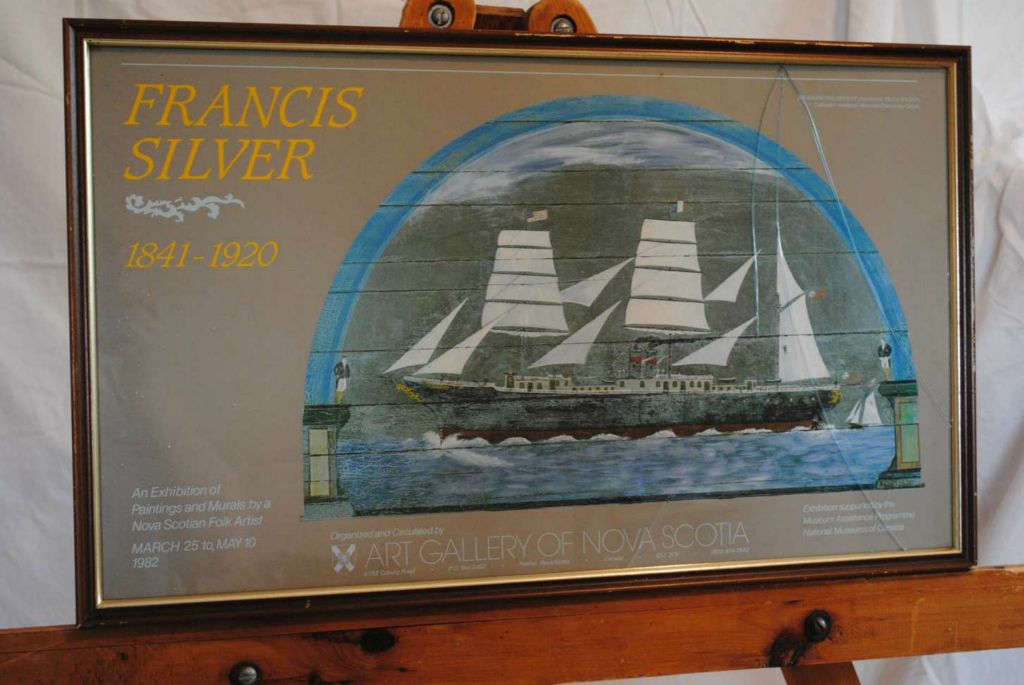 FRANCIS
SILVER
1841-1920
An Exhibition of
Paintings and Murals by a
Nova Scotian Folk Artist
MARCH 25 to MAY 10
1982
Organized and Circulated by
ART GALLERY OF NOVA SCOTIA
Exhibition supported by the
Museum Assistance Programme
National Museums of Canada